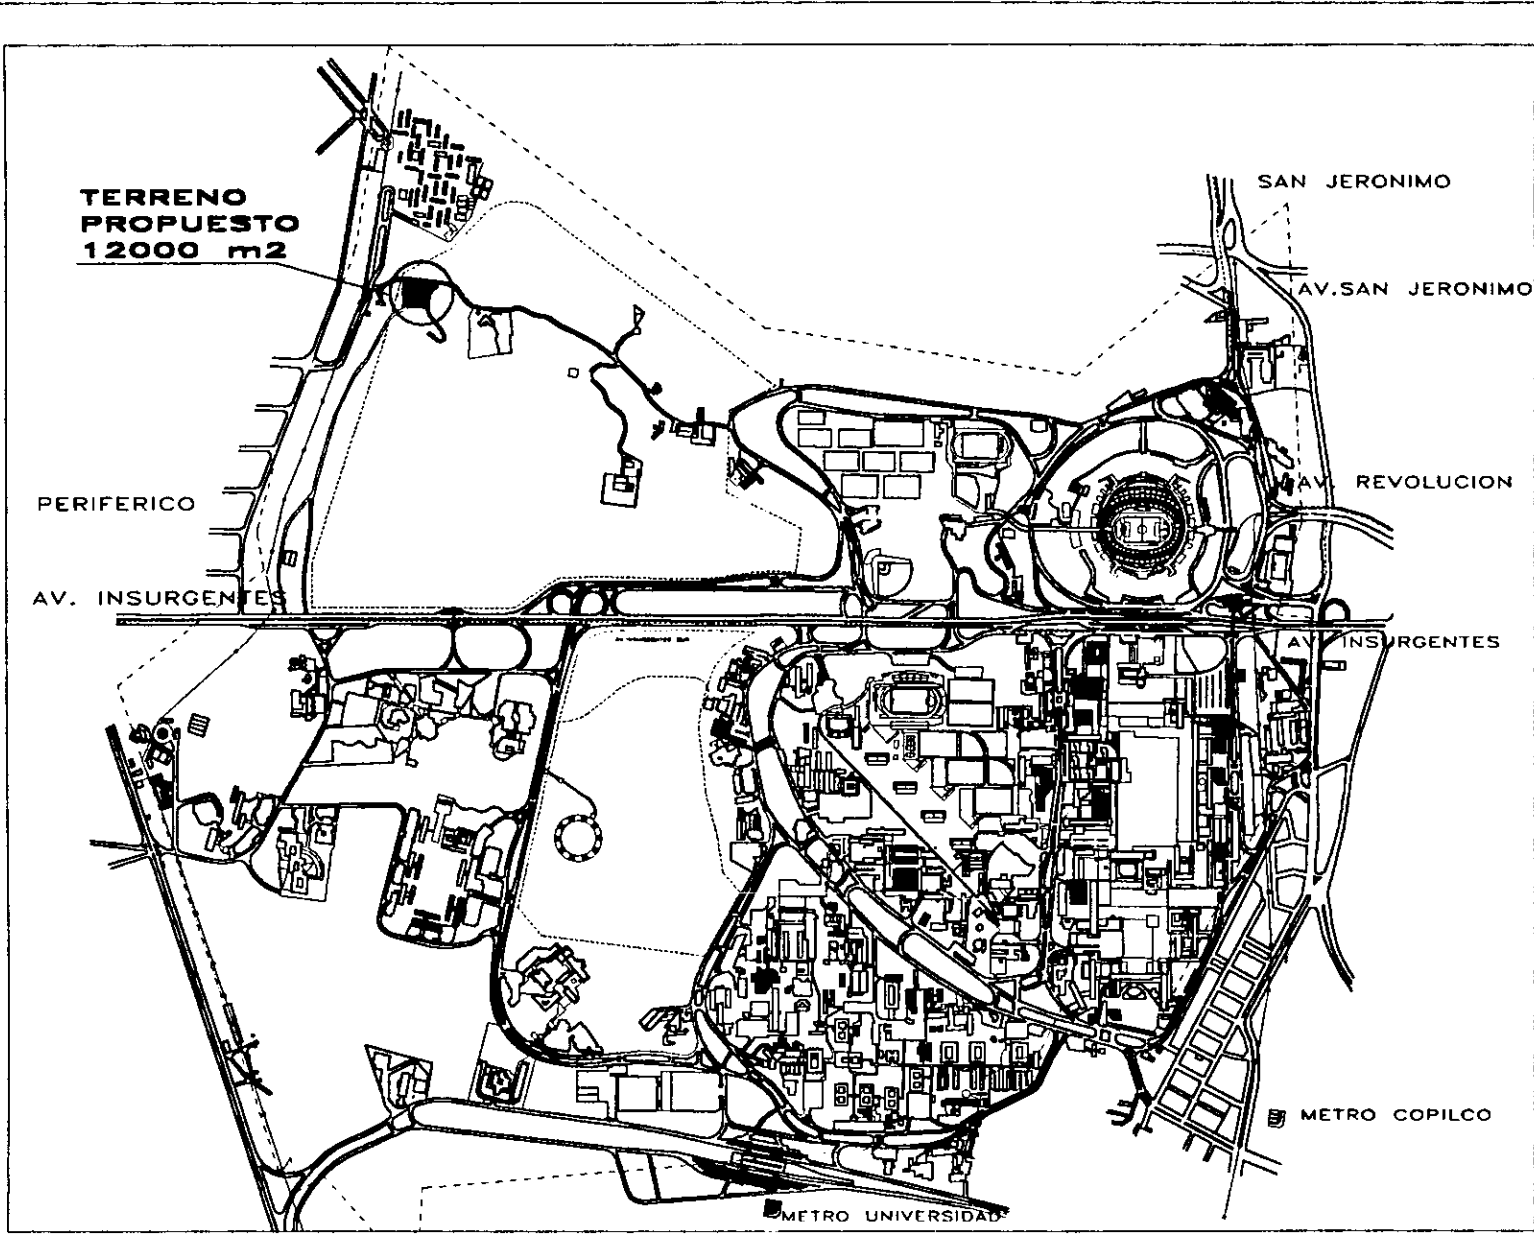 TERRENO
PROPUESTO
12000 m2
SAN JERONIMO
AV.SAN JERONIMO
AV. REVOLUCION
PERIFERICO
AV. INSURGENTES
AV. INSURGENTES
METRO COPILCO
METRO UNIVERSIDAD